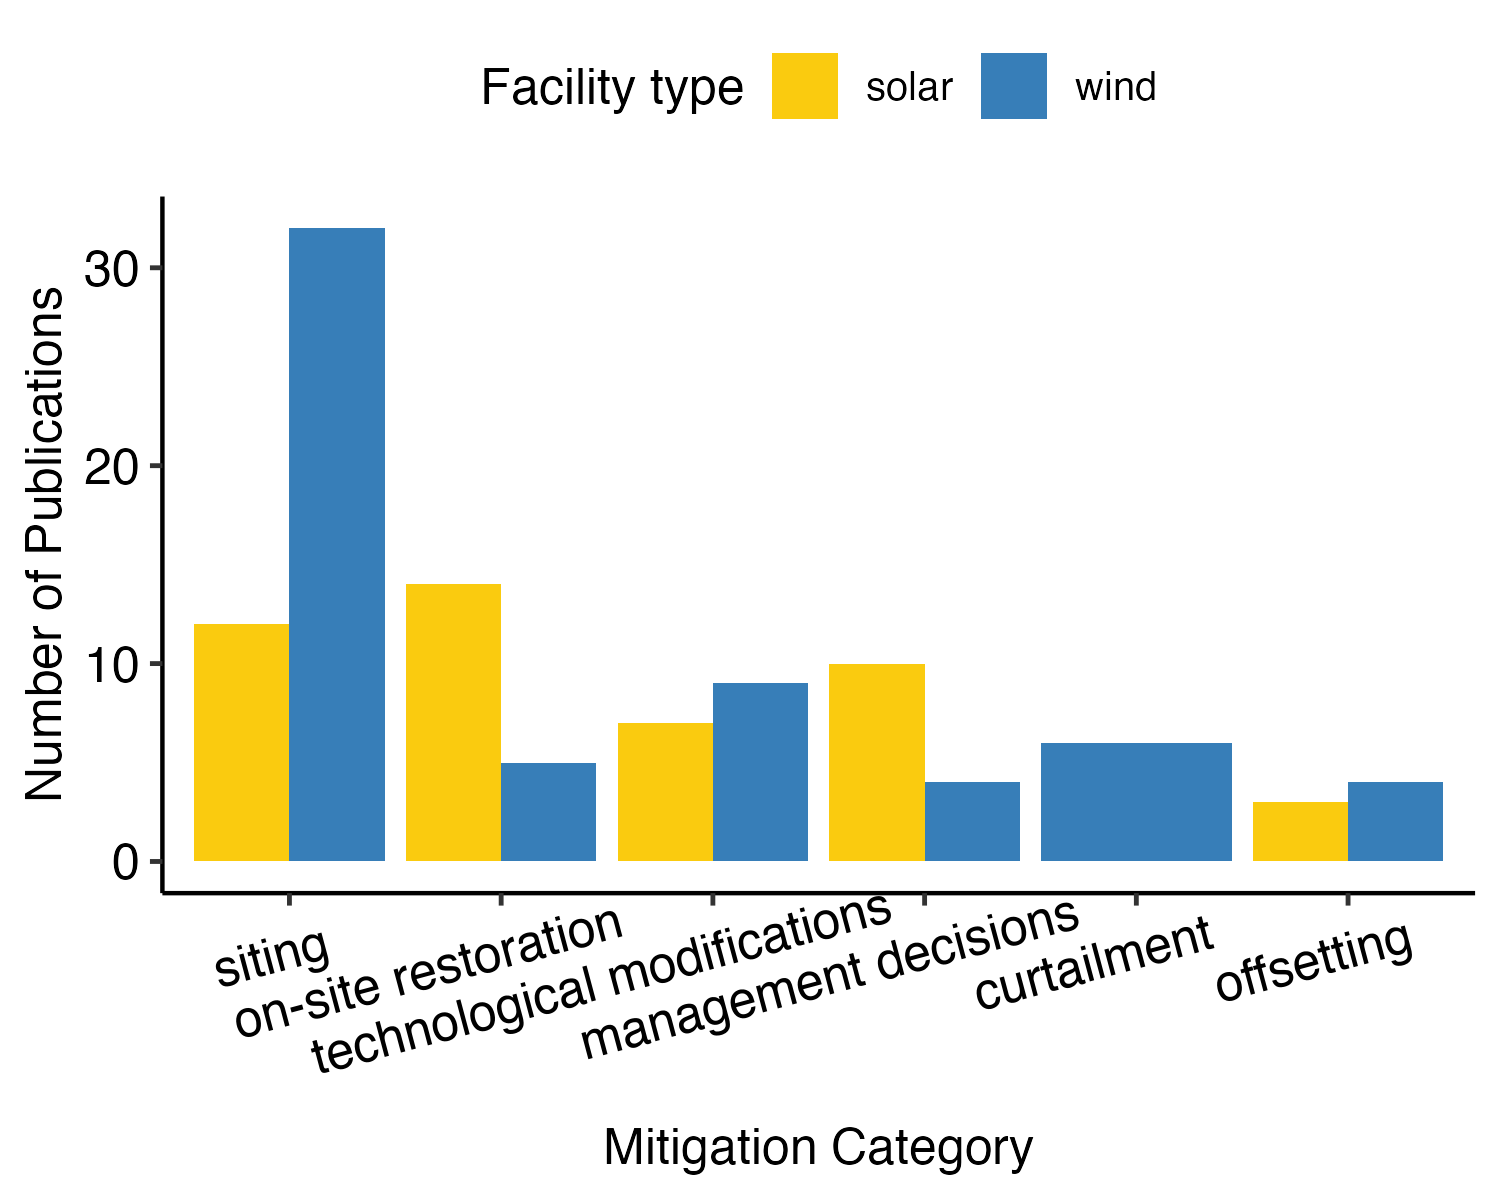 Facility type solar wind
Number of Publications
30
20
10
0
siting
on-site restoration
technological modifications
management decisions
curtailment
offsetting
Mitigation Category